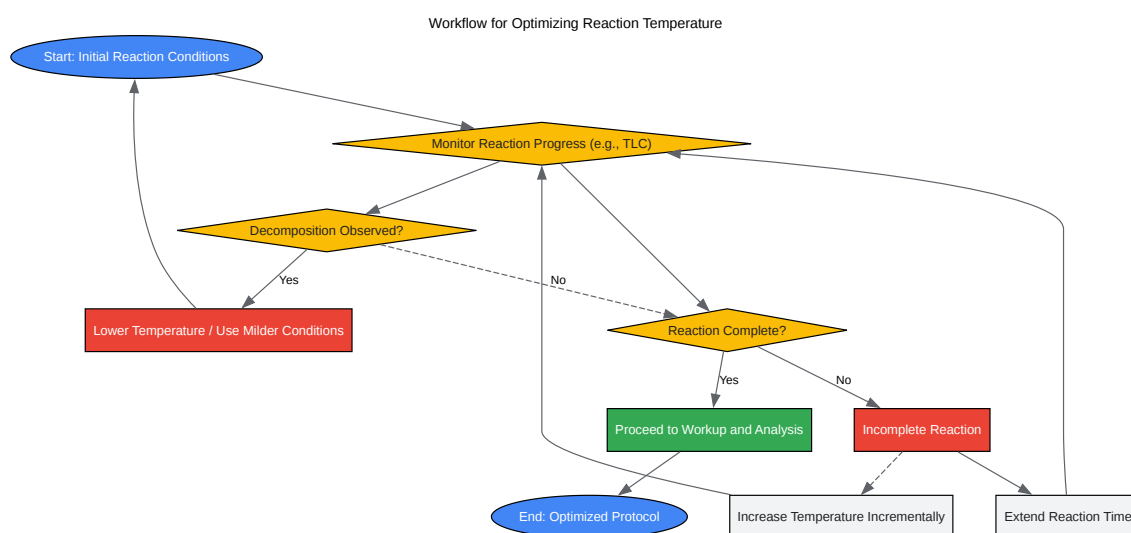 Workflow for Optimizing Reaction Temperature
Start: Initial Reaction Conditions
Monitor Reaction Progress (e.g., TLC)
Decomposition Observed?
Yes
No
Lower Temperature / Use Milder Conditions
Reaction Complete?
Yes
No
Proceed to Workup and Analysis
Incomplete Reaction
End: Optimized Protocol
Increase Temperature Incrementally
Extend Reaction Time